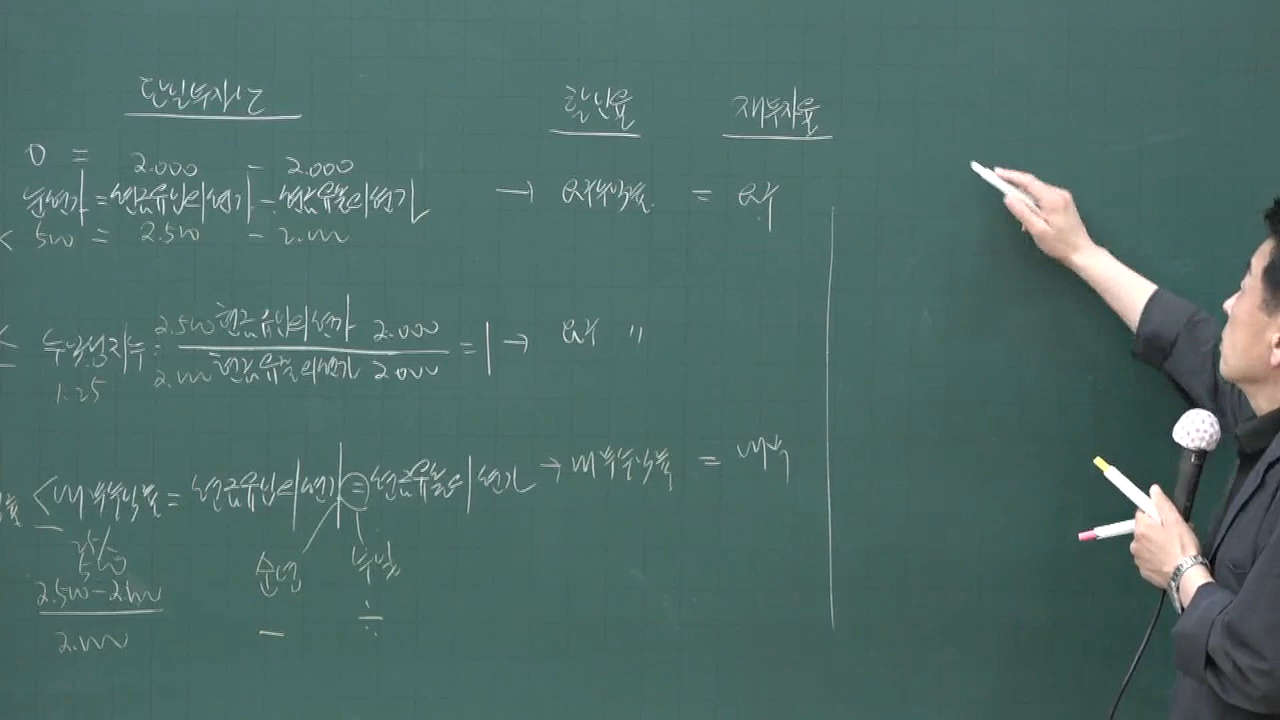 단일투자안 할인율 재투자율
0 = 2.000 - 2.000
순현가 = 현금유입의 현가 - 현금유출의 현가 → 요구수익률 = 요구
< 500 = 2.500 - 2.000
< 수익성지수 = 2.500 현금유입의 현가 2.000 = 1 → 요구 "
2.000 현금유출의 현가 2.000
1.25
< 내부수익률 = 현금유입의 현가 = 현금유출의 현가 → 내부수익률 = 내부
순현 수익
2.500 - 2.000
- ÷
2.000